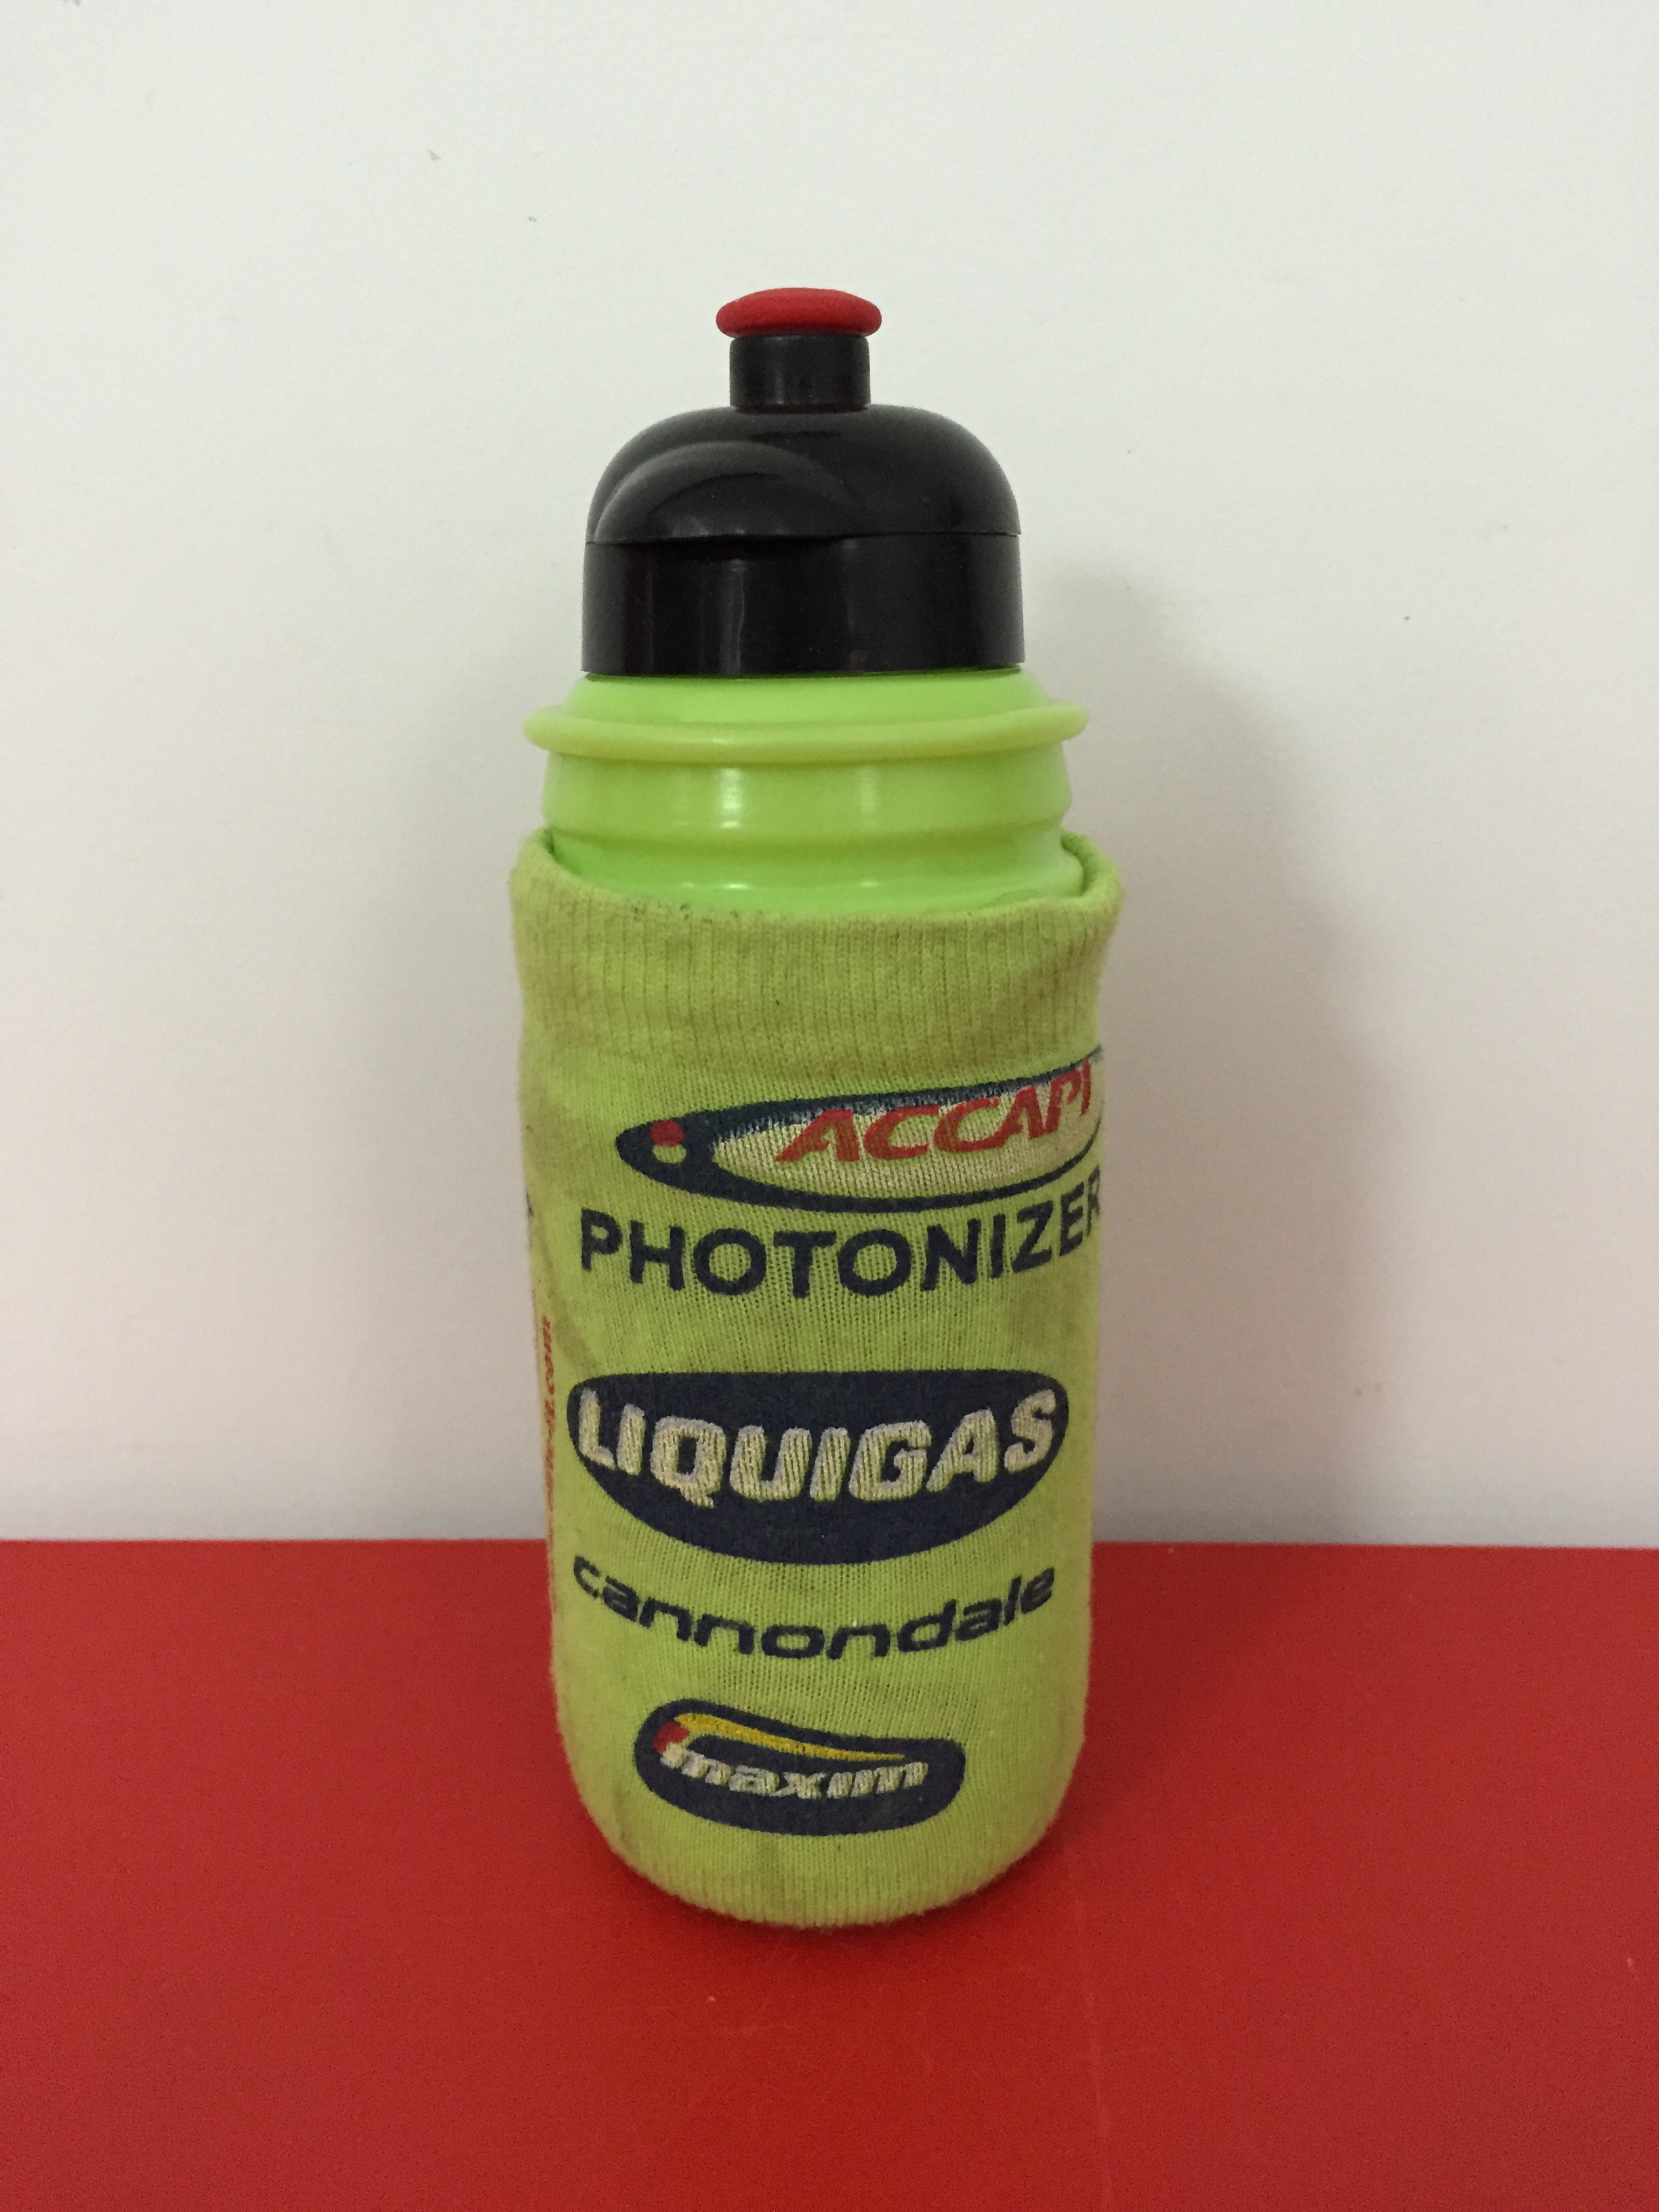 ACCAPI
PHOTONIZER
LIQUIGAS
cannondale
maxim